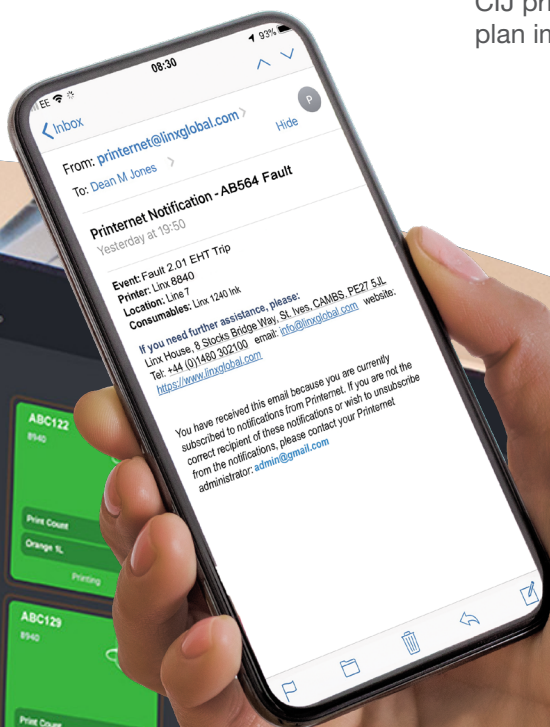 CIJ pri
plan in
EE
08:30
93%
Inbox
From: printernet@linxglobal.com
P
To: Dean M Jones
Hide
Printernet Notification - AB564 Fault
Yesterday at 19:50
Event: Fault 2.01 EHT Trip
Printer: Linx 8840
Location: Line 7
Consumables: Linx 1240 Ink
If you need further assistance, please:
Linx House, 8 Stocks Bridge Way, St. Ives, CAMBS, PE27 5JL
Tel: +44 (0)1480 302100 email: info@linxglobal.com website:
https://www.linxglobal.com
You have received this email because you are currently
subscribed to notifications from Printernet. If you are not the
correct recipient of these notifications or wish to unsubscribe
from the notifications, please contact your Printernet
administrator: admin@gmail.com
ABC122
8940
Print Count
Orange 1L
Printing
ABC129
8940
Print Count